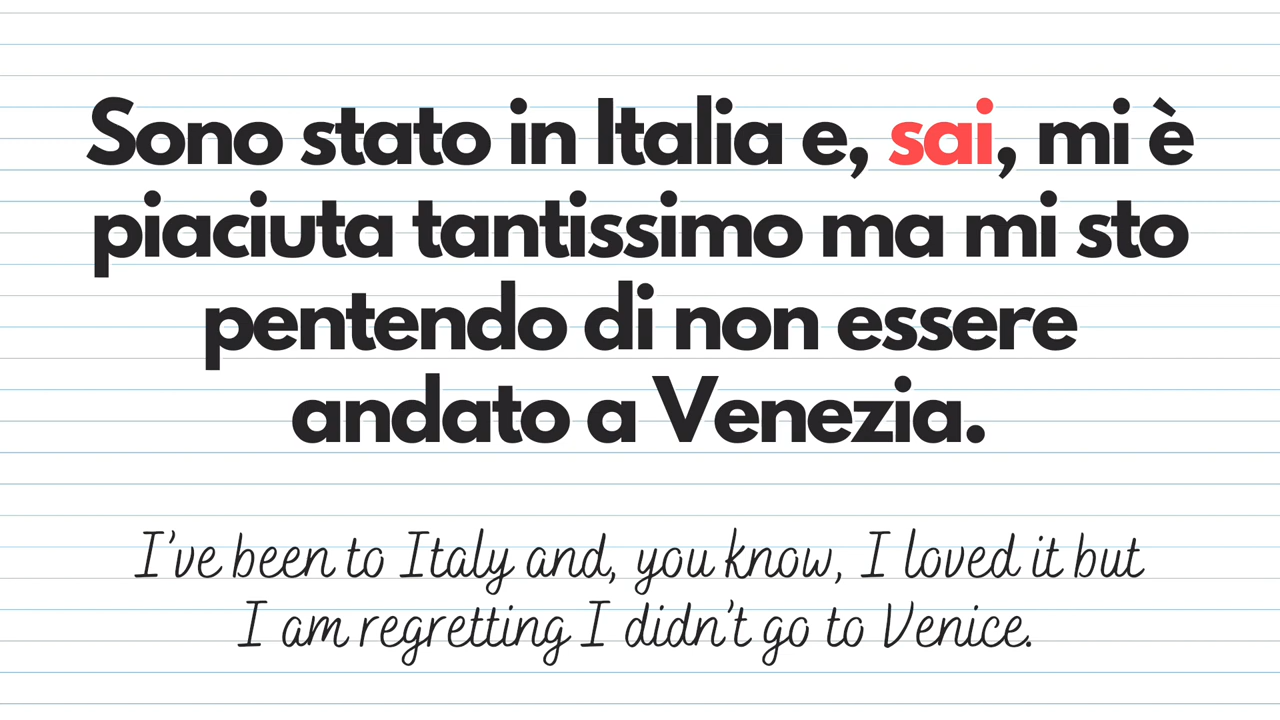 Sono stato in Italia e, sai, mi è
piaciuta tantissimo ma mi sto
pentendo di non essere
andato a Venezia.
I've been to Italy and, you know, I loved it but
I am regretting I didn't go to Venice.